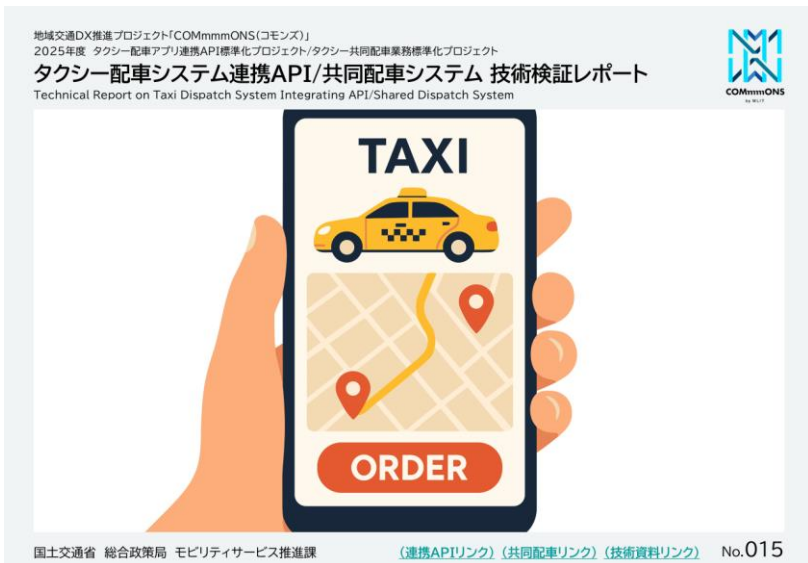 地域交通DX推進プロジェクト「COMmmmONS(コモンズ)」
2025年度 タクシー配車アプリ連携API標準化プロジェクト/タクシー共同配車業務標準化プロジェクト
タクシー配車システム連携API/共同配車システム 技術検証レポート
Technical Report on Taxi Dispatch System Integrating API/Shared Dispatch System
COMmmmONS
by MLIT
TAXI
ORDER
国土交通省 総合政策局 モビリティサービス推進課
(連携APIリンク) (共同配車リンク) (技術資料リンク)
No.015